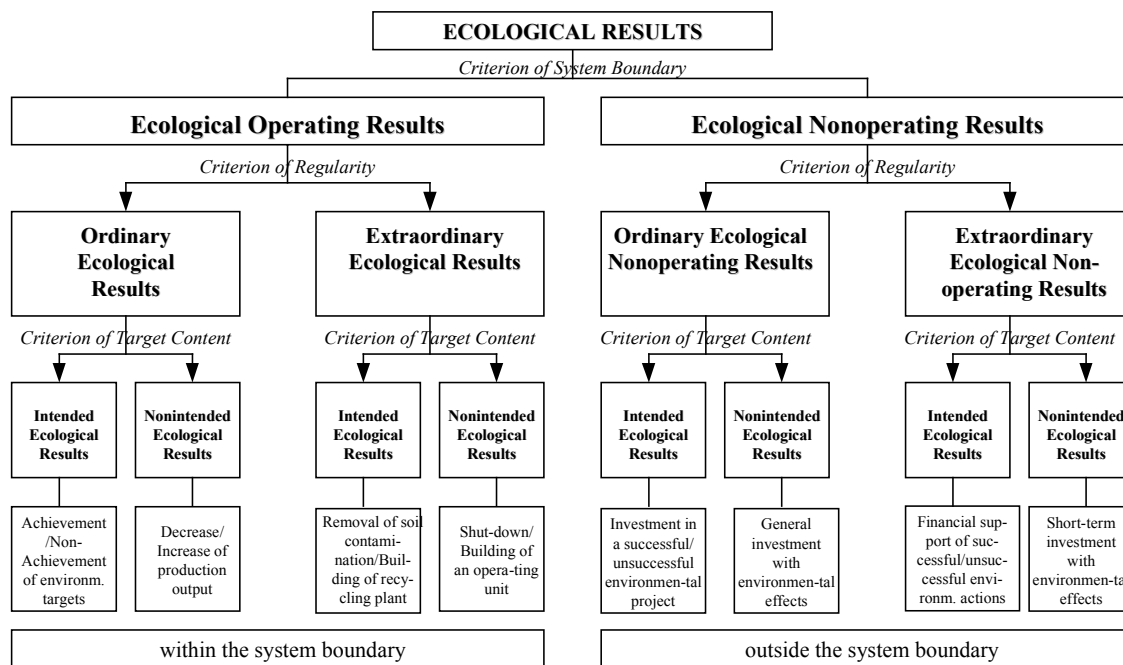 ECOLOGICAL RESULTS
Criterion of System Boundary
Ecological Operating Results
Ecological Nonoperating Results
Criterion of Regularity
Criterion of Regularity
Ordinary
Ecological
Results
Extraordinary
Ecological Results
Ordinary Ecological
Nonoperating Results
Extraordinary
Ecological Non-
operating Results
Criterion of Target Content
Criterion of Target Content
Criterion of Target Content
Criterion of Target Content
Intended
Ecological
Results
Nonintended
Ecological
Results
Intended
Ecological
Results
Nonintended
Ecological
Results
Intended
Ecological
Results
Nonintended
Ecological
Results
Intended
Ecological
Results
Nonintended
Ecological
Results
Achievement
/Non-
Achievement
of environm.
targets
Decrease/
Increase of
production
output
Removal of soil
contami-
nation/Buil-
ding of recy-
cling plant
Shut-down/
Building of
an opera-ting
unit
Investment in
a successful/
unsuccessful
environmen-tal
project
General
investment
with
environmen-tal
effects
Financial sup-
port of suc-
cessful/unsuc-
cessful envi-
ronm. actions
Short-term
investment
with
environmen-tal
effects
within the system boundary
outside the system boundary